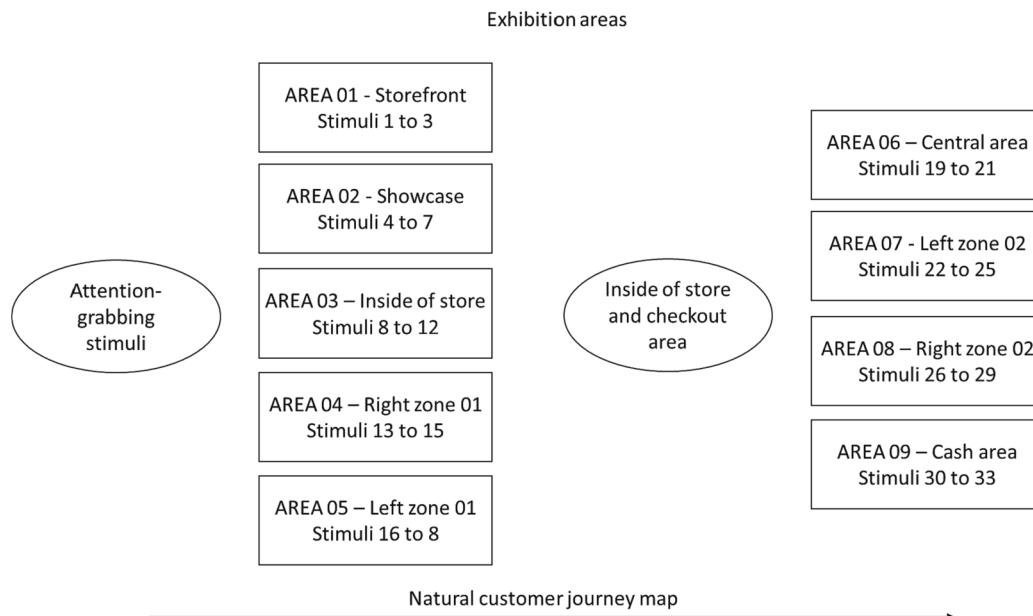 Exhibition areas
AREA 01 - Storefront
Stimuli 1 to 3
AREA 02 - Showcase
Stimuli 4 to 7
Attention-
grabbing
stimuli
AREA 03 – Inside of store
Stimuli 8 to 12
AREA 04 – Right zone 01
Stimuli 13 to 15
AREA 05 – Left zone 01
Stimuli 16 to 8
Inside of store
and checkout
area
AREA 06 – Central area
Stimuli 19 to 21
AREA 07 - Left zone 02
Stimuli 22 to 25
AREA 08 – Right zone 02
Stimuli 26 to 29
AREA 09 – Cash area
Stimuli 30 to 33
Natural customer journey map